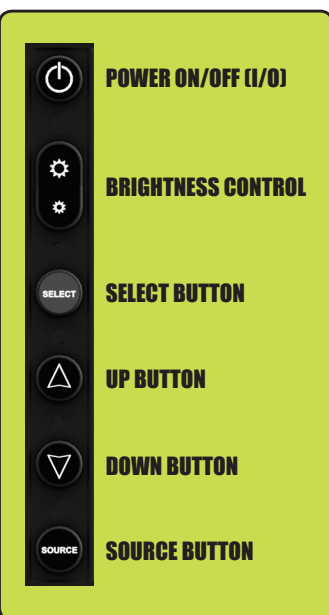 POWER ON/OFF (I/O)
BRIGHTNESS CONTROL
SELECT
SELECT BUTTON
UP BUTTON
DOWN BUTTON
SOURCE
SOURCE BUTTON